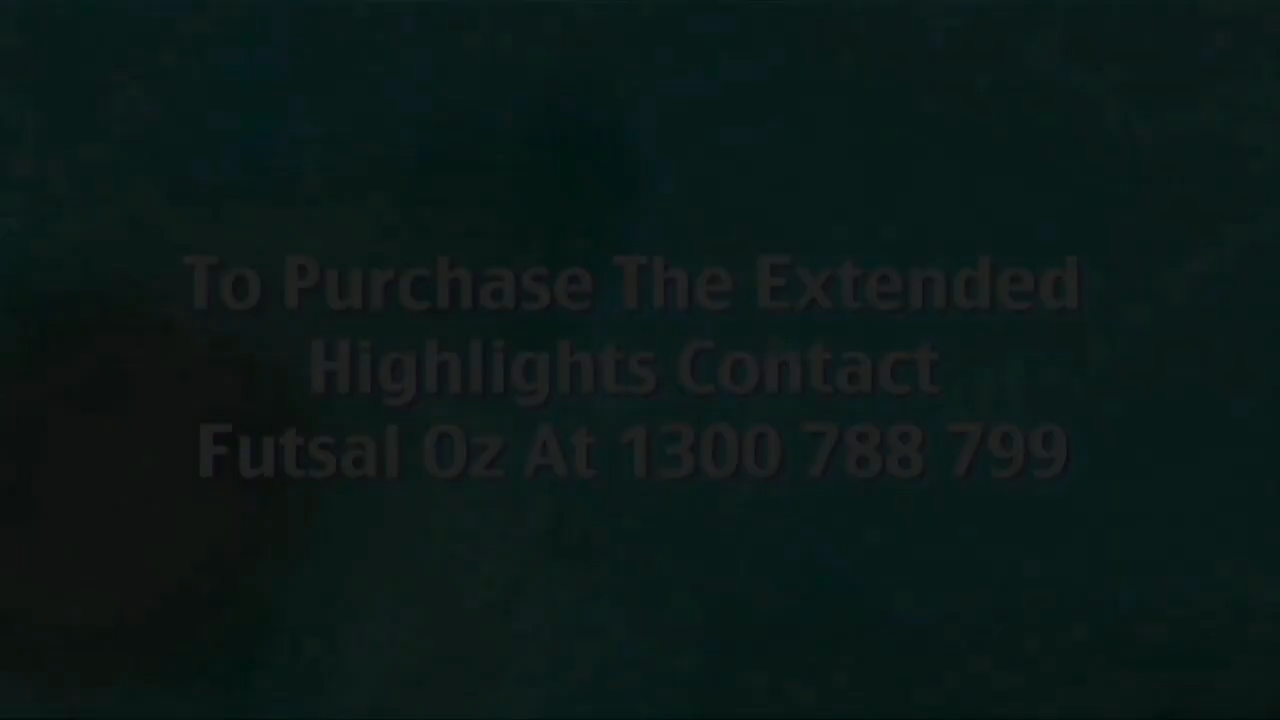 To Purchase The Extended
Highlights Contact
Futsal Oz At 1300 788 799